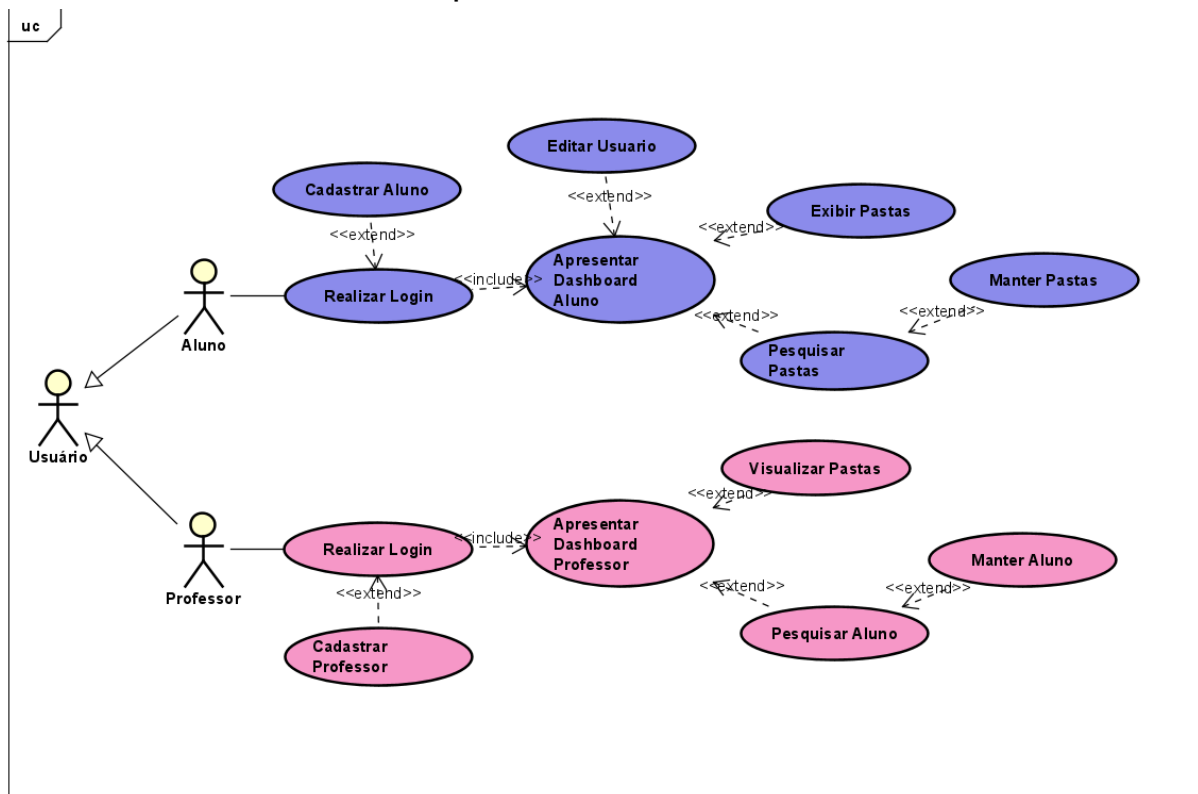 uc
Editar Usuario
<<extend>>
Cadastrar Aluno
<<extend>>
Exibir Pastas
<<extend>>
Apresentar
Dashboard
Aluno
<<include>>
Realizar Login
Aluno
Manter Pastas
<<extend>>
<<extend>>
Pesquisar
Pastas
Usuário
Visualizar Pastas
<<extend>>
Apresentar
Dashboard
Professor
<<include>>
Realizar Login
Professor
<<extend>>
Cadastrar
Professor
Manter Aluno
<<extend>>
<<extend>>
Pesquisar Aluno